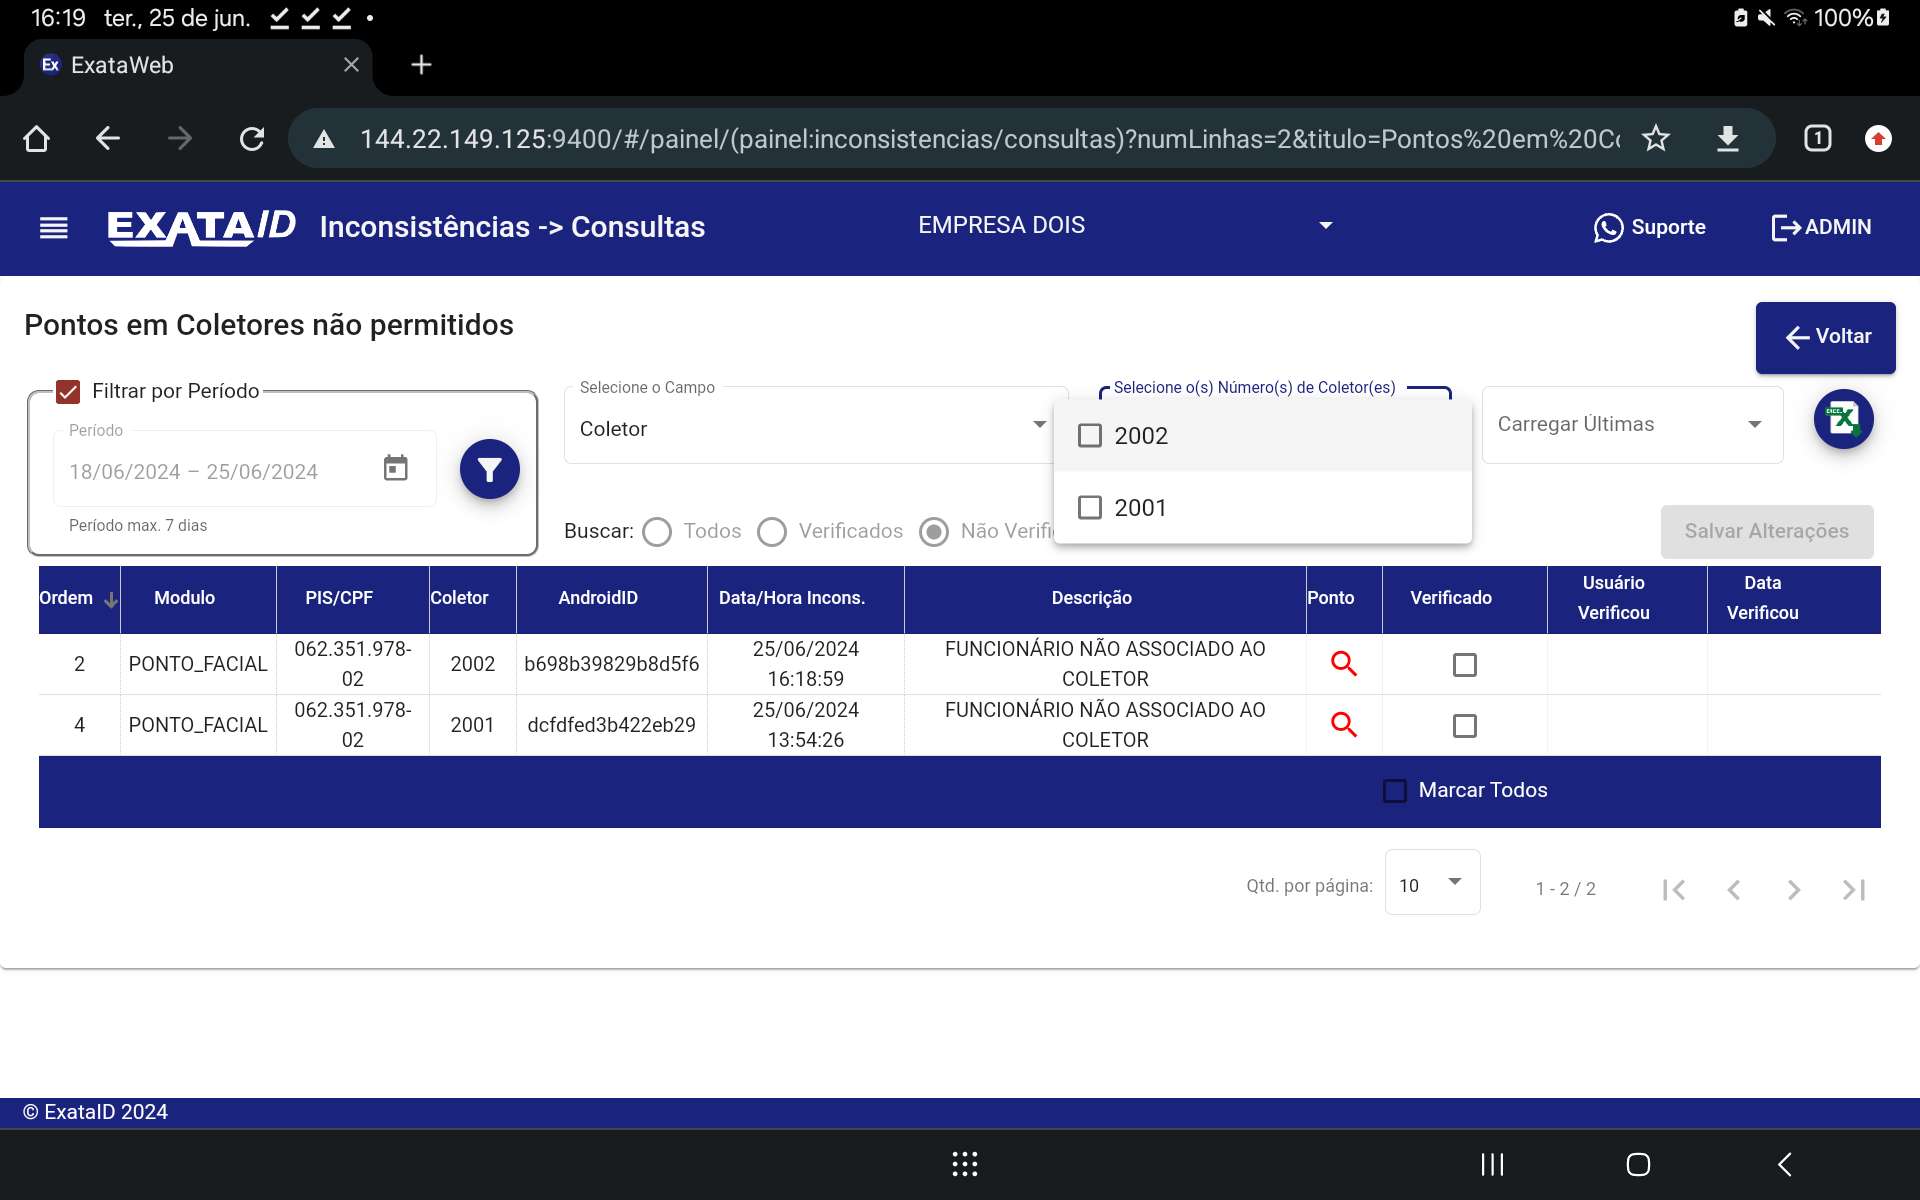 16:19 ter., 25 de jun.
100%
Ex ExataWeb
144.22.149.125:9400/#/painel/(painel:inconsistencias/consultas)?numLinhas=2&titulo=Pontos%20em%20Co
1
EXATAID Inconsistências -> Consultas
EMPRESA DOIS
Suporte
ADMIN
Pontos em Coletores não permitidos
Voltar
Filtrar por Período
Período
18/06/2024 – 25/06/2024
Período max. 7 dias
Selecione o Campo
Coletor
Selecione o(s) Número(s) de Coletor(es)
2002
2001
Carregar Últimas
Buscar: Todos Verificados Não Verifi
Salvar Alterações
Ordem Modulo PIS/CPF Coletor AndroidID Data/Hora Incons. Descrição Ponto Verificado Usuário Verificou Data Verificou
2 PONTO_FACIAL 062.351.978-02 2002 b698b39829b8d5f6 25/06/2024 16:18:59 FUNCIONÁRIO NÃO ASSOCIADO AO COLETOR
4 PONTO_FACIAL 062.351.978-02 2001 dcfdfed3b422eb29 25/06/2024 13:54:26 FUNCIONÁRIO NÃO ASSOCIADO AO COLETOR
Marcar Todos
Qtd. por página: 10 1 - 2 / 2
© ExataID 2024